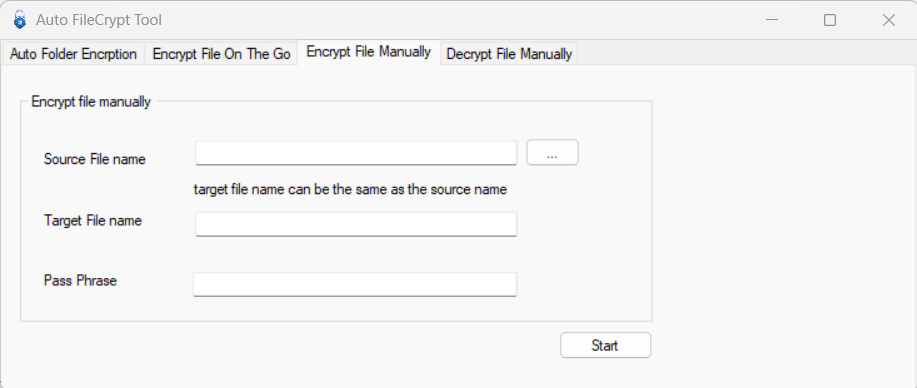 Auto FileCrypt Tool
Auto Folder Encrption Encrypt File On The Go Encrypt File Manually Decrypt File Manually
Encrypt file manually
Source File name ...
target file name can be the same as the source name
Target File name
Pass Phrase
Start